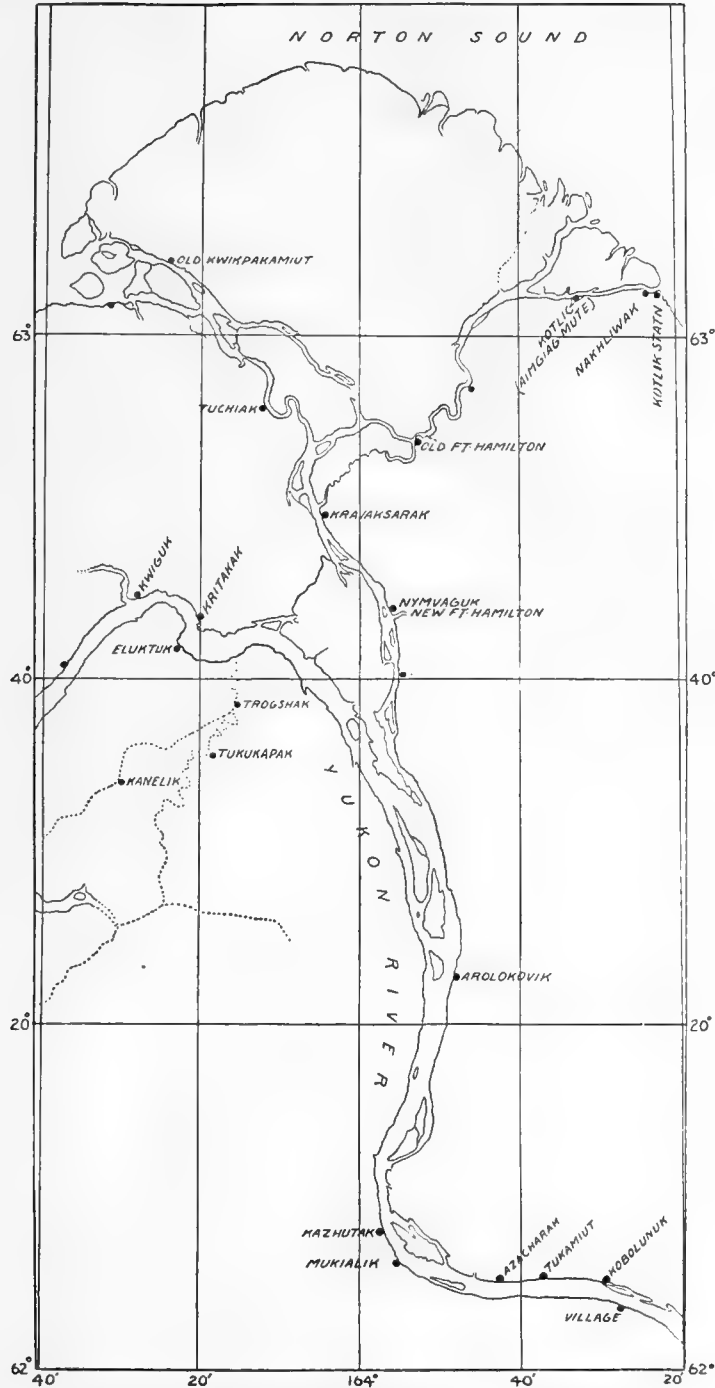 NORTON SOUND
OLD KWIKPAKAMIUT
KOTLIC
(AIMGIAG MUTE)
NAKHLIWAK
KOTLIK STATN
63°
63°
TUCHIAK
OLD FT. HAMILTON
KRAJAKSARAK
KWIGUK
KRITAKAK
NYMVAGUK
NEW FT. HAMILTON
ELUKTUK
40°
40°
TROGSHAK
TUKUKAPAK
KANELIK
YUKON RIVER
AROLOKOVIK
20°
20°
KAZHUTAK
MUKIALIK
AZACHARAK
TUKAMIUT
KOBOLUNUK
VILLAGE
62°
62°
40'
20'
164°
40'
20'